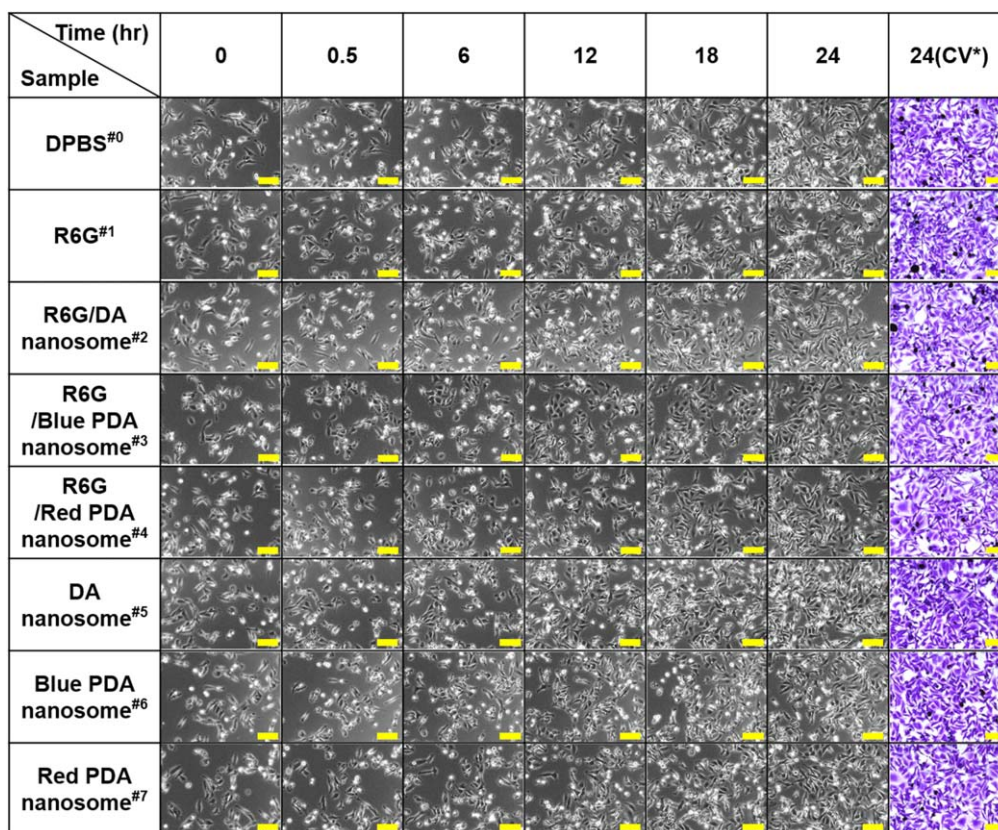 Time (hr)
Sample
0
0.5
6
12
18
24
24(CV*)
DPBS#0
R6G#1
R6G/DA
nanosome#2
R6G
/Blue PDA
nanosome#3
R6G
/Red PDA
nanosome#4
DA
nanosome#5
Blue PDA
nanosome#6
Red PDA
nanosome#7